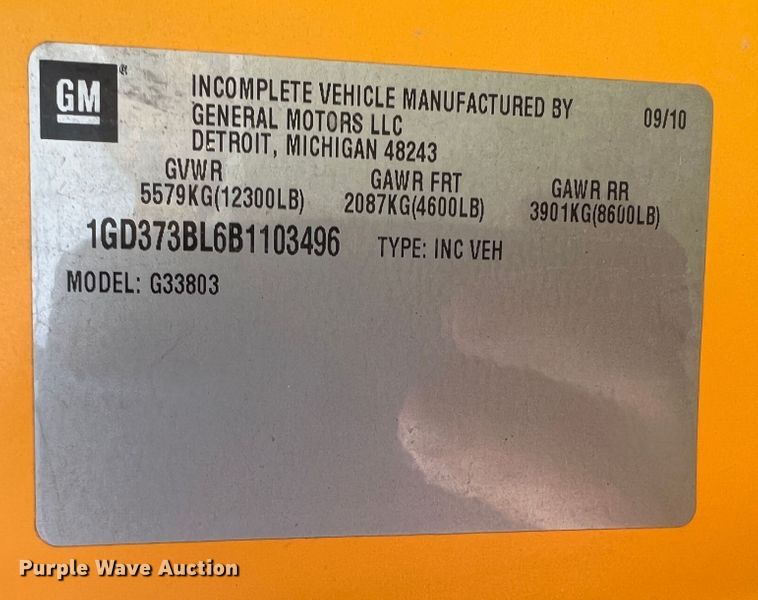 GM
INCOMPLETE VEHICLE MANUFACTURED BY
GENERAL MOTORS LLC
DETROIT, MICHIGAN 48243
09/10
GVWR GAWR FRT GAWR RR
5579KG(12300LB) 2087KG(4600LB) 3901KG(8600LB)
1GD373BL6B1103496 TYPE: INC VEH
MODEL: G33803
Purple Wave Auction